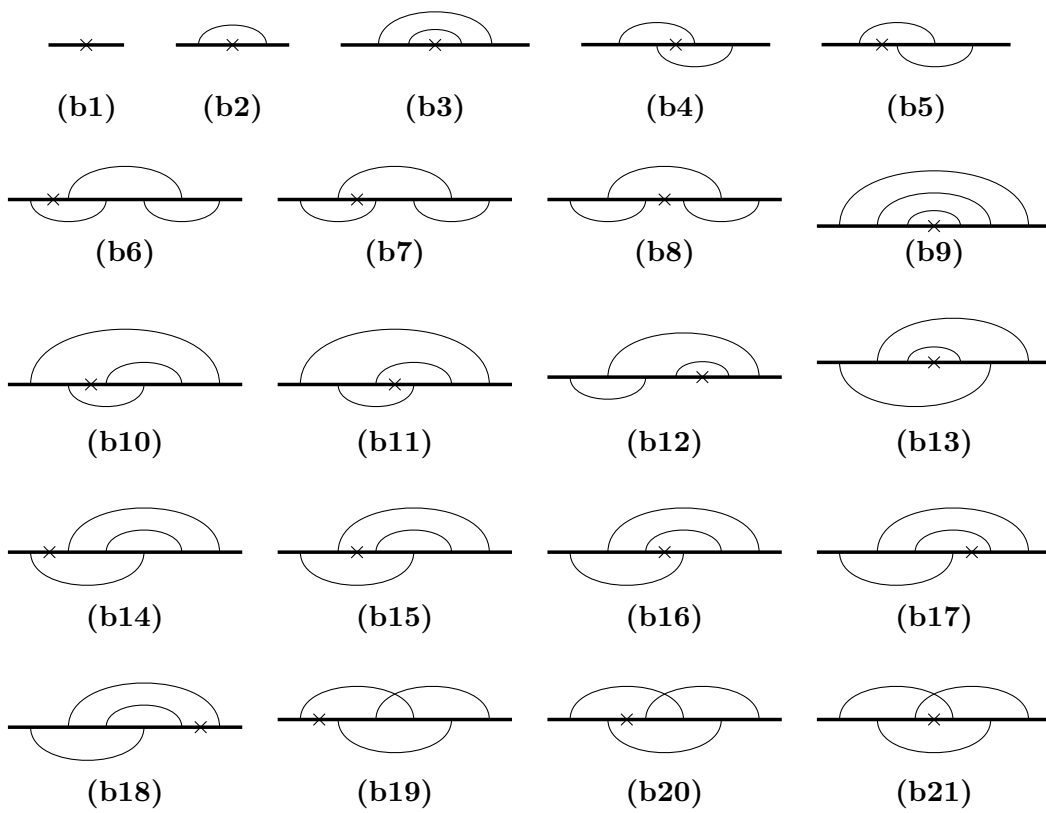 (b1) (b2) (b3) (b4) (b5)
(b6) (b7) (b8) (b9)
(b10) (b11) (b12) (b13)
(b14) (b15) (b16) (b17)
(b18) (b19) (b20) (b21)